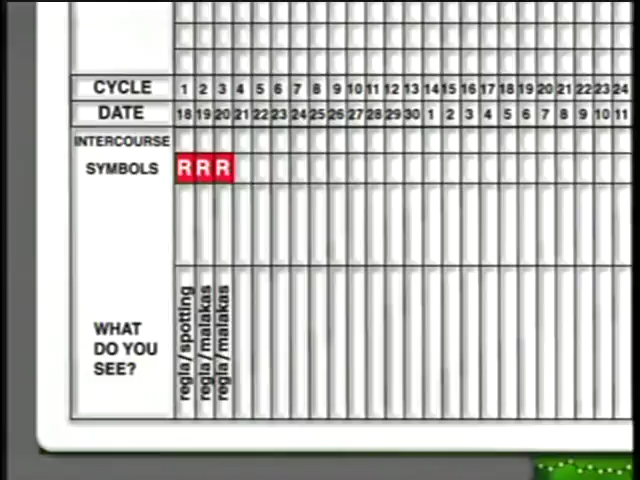 CYCLE 1 2 3 4 5 6 7 8 9 10 11 12 13 14 15 16 17 18 19 20 21 22 23 24
DATE 18 19 20 21 22 23 24 25 26 27 28 29 30 1 2 3 4 5 6 7 8 9 10 11
INTERCOURSE
SYMBOLS R R R
WHAT
DO YOU
SEE?
regla/spotting
regla/malakas
regla/malakas